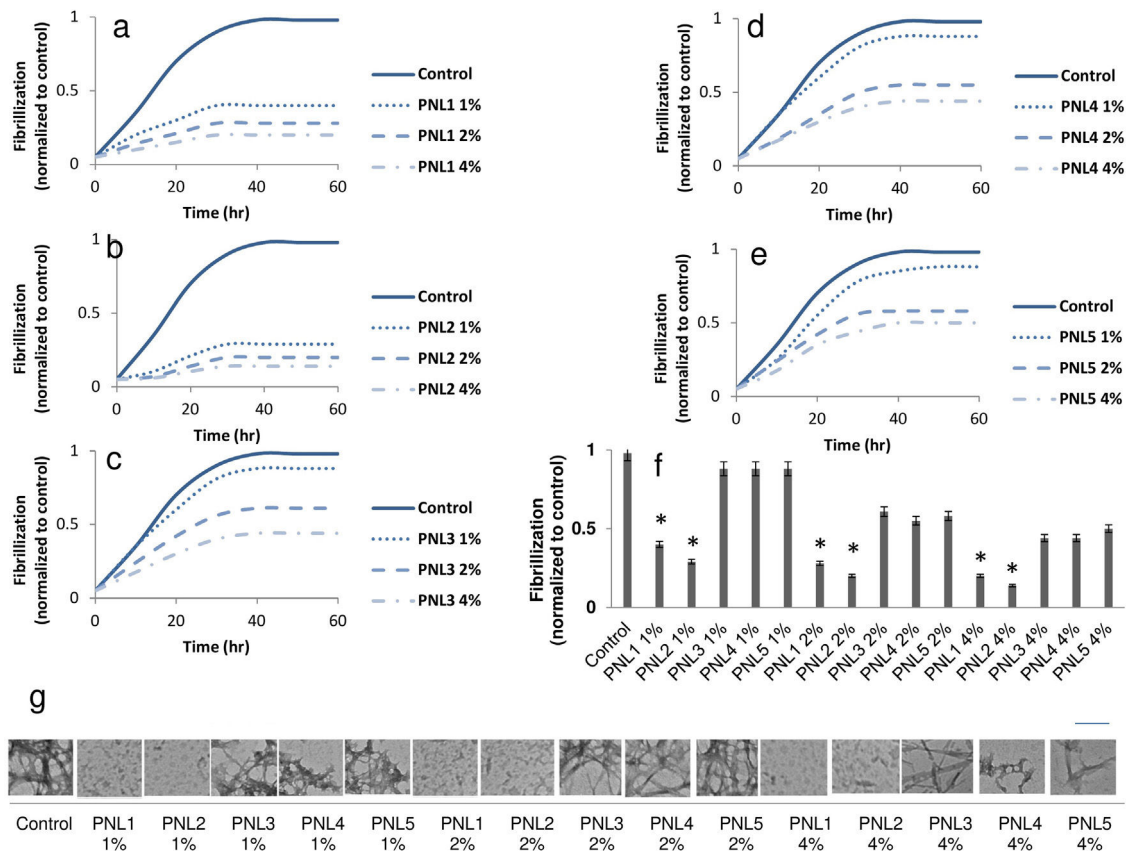 a
Fibrillization
(normalized to control)
1
0.5
0
0 20 40 60
Time (hr)
Control
PNL1 1%
PNL1 2%
PNL1 4%
b
Fibrillization
(normalized to control)
1
0.5
0
0 20 40 60
Time (hr)
Control
PNL2 1%
PNL2 2%
PNL2 4%
c
Fibrillization
(normalized to control)
1
0.5
0
0 20 40 60
Time (hr)
Control
PNL3 1%
PNL3 2%
PNL3 4%
d
Fibrillization
(normalized to control)
1
0.5
0
0 20 40 60
Time (hr)
Control
PNL4 1%
PNL4 2%
PNL4 4%
e
Fibrillization
(normalized to control)
1
0.5
0
0 20 40 60
Time (hr)
Control
PNL5 1%
PNL5 2%
PNL5 4%
f
Fibrillization
(normalized to control)
1
0.5
0
* * * * * *
Control
PNL1 1%
PNL2 1%
PNL3 1%
PNL4 1%
PNL5 1%
PNL1 2%
PNL2 2%
PNL3 2%
PNL4 2%
PNL5 2%
PNL1 4%
PNL2 4%
PNL3 4%
PNL4 4%
PNL5 4%
g
Control PNL1 PNL2 PNL3 PNL4 PNL5 PNL1 PNL2 PNL3 PNL4 PNL5 PNL1 PNL2 PNL3 PNL4 PNL5
1% 1% 1% 1% 1% 2% 2% 2% 2% 2% 4% 4% 4% 4% 4%